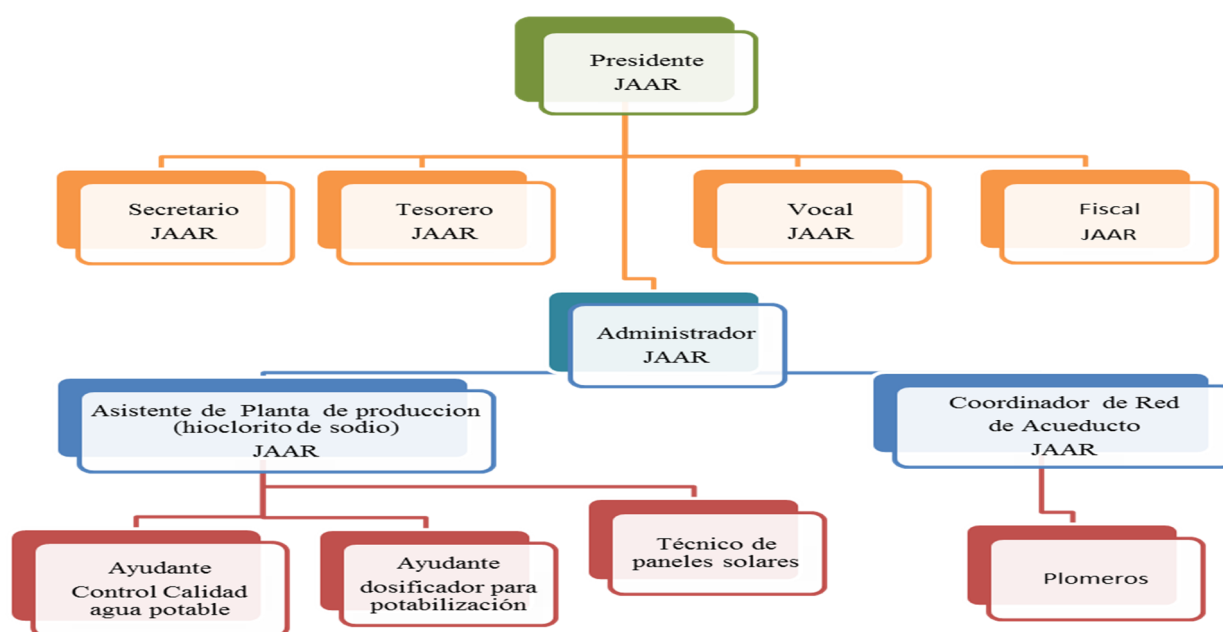 Presidente
JAAR
Secretario
JAAR
Tesorero
JAAR
Vocal
JAAR
Fiscal
JAAR
Administrador
JAAR
Asistente de Planta de produccion
(hioclorito de sodio)
JAAR
Coordinador de Red
de Acueducto
JAAR
Ayudante
Control Calidad
agua potable
Ayudante
dosificador para
potabilización
Técnico de
paneles solares
Plomeros